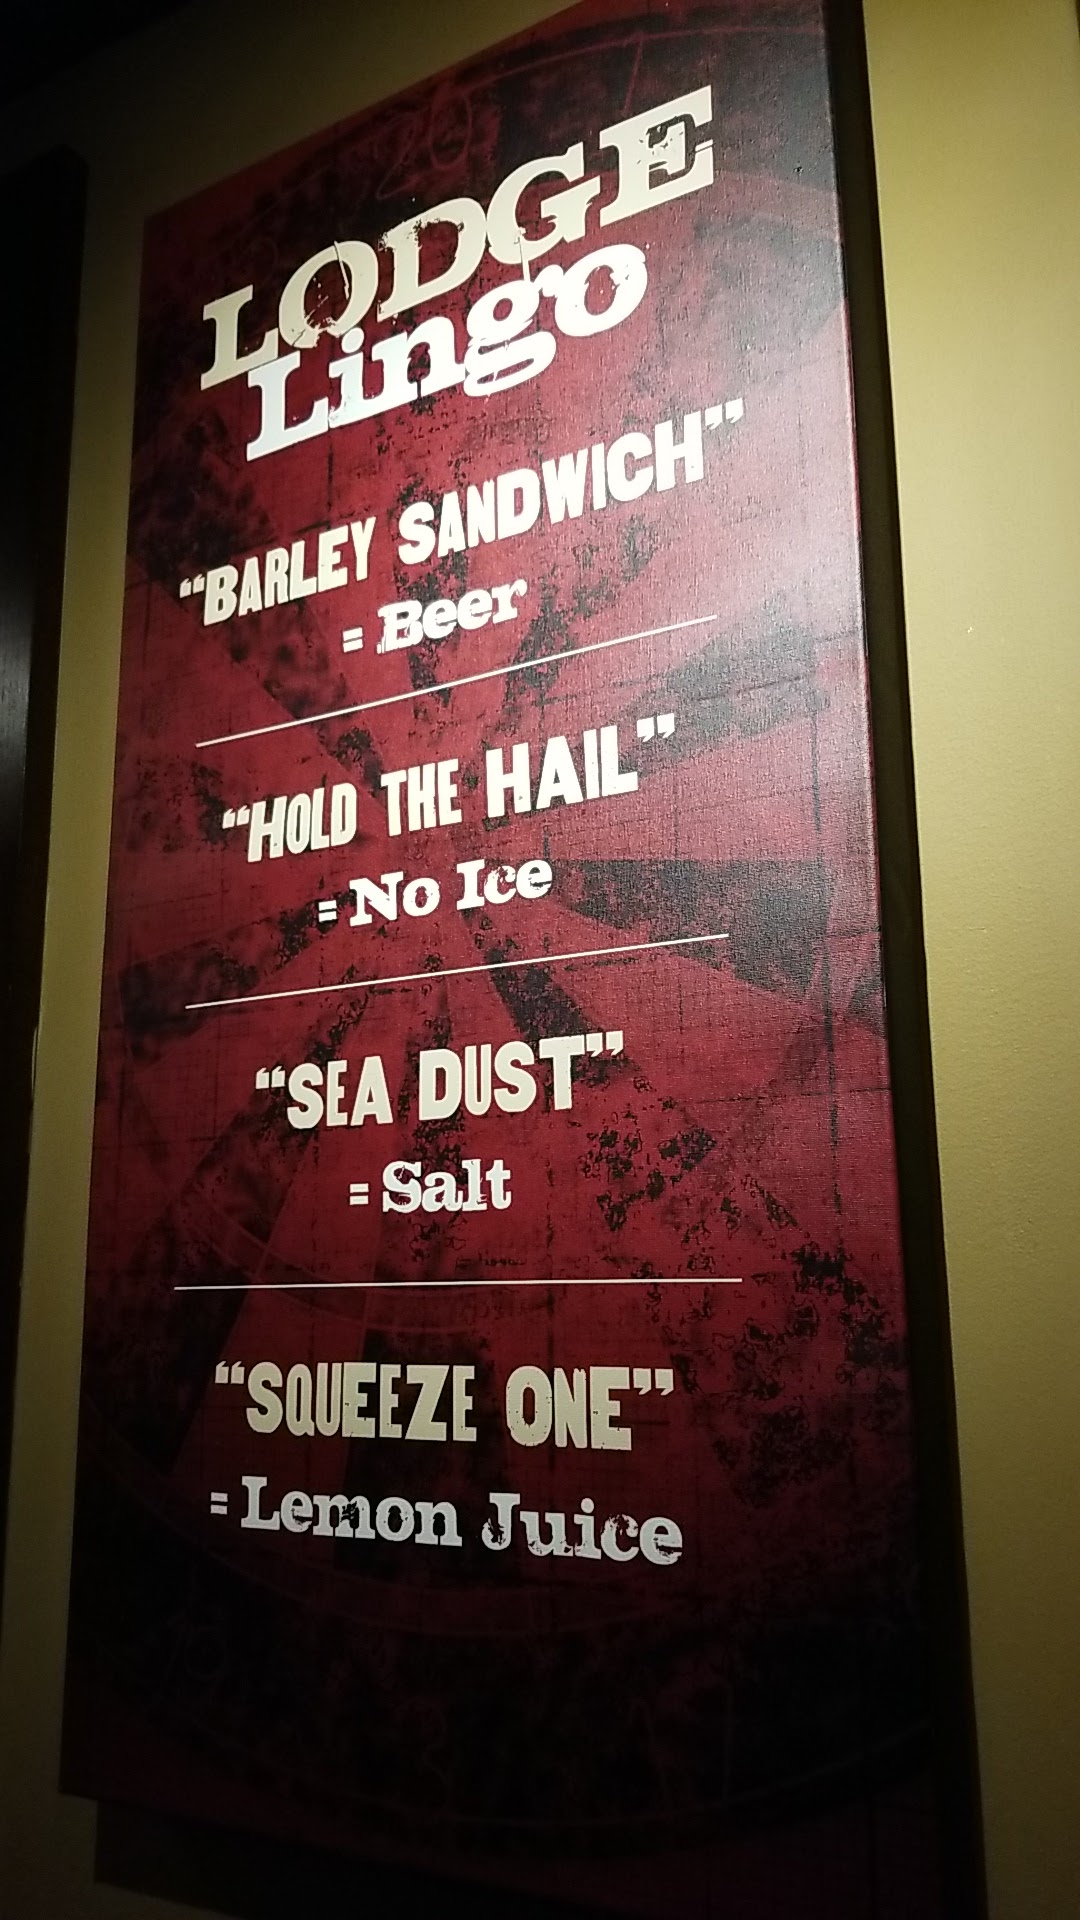 LODGE
Lingo
“BARLEY SANDWICH”
= Beer
“HOLD THE HAIL”
= No Ice
“SEA DUST”
= Salt
“SQUEEZE ONE”
= Lemon Juice